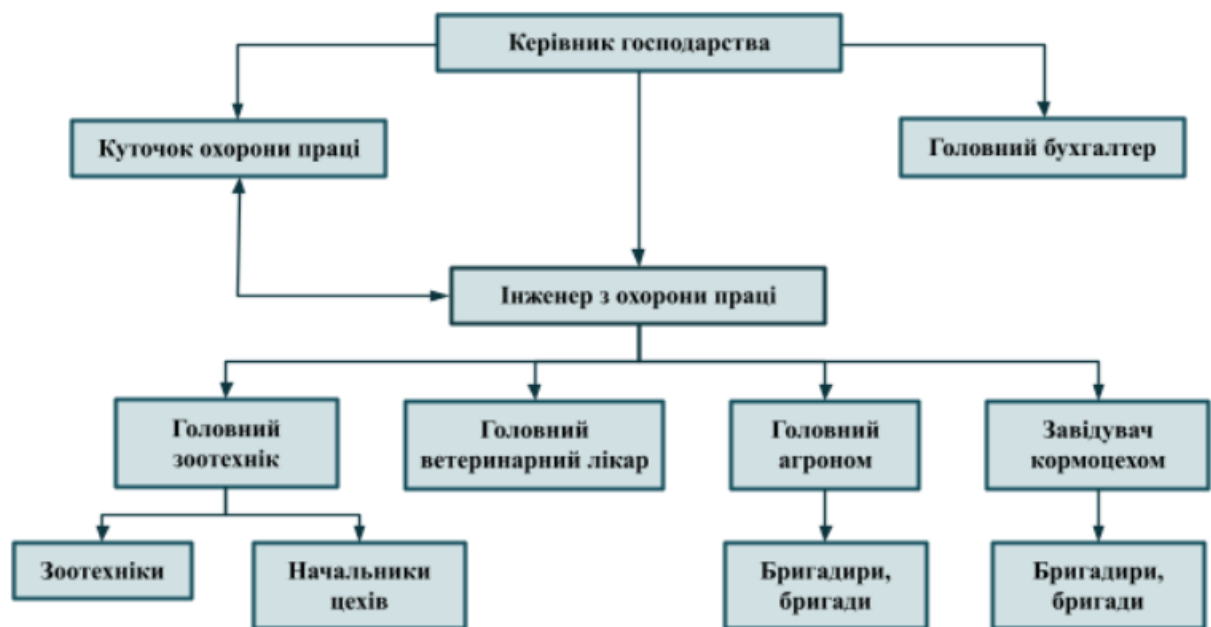 Керівник господарства
Куточок охорони праці
Головний бухгалтер
Інженер з охорони праці
Головний
зоотехнік
Головний
ветеринарний лікар
Головний
агроном
Завідувач
кормоцехом
Зоотехніки
Начальники
цехів
Бригадири,
бригади
Бригадири,
бригади